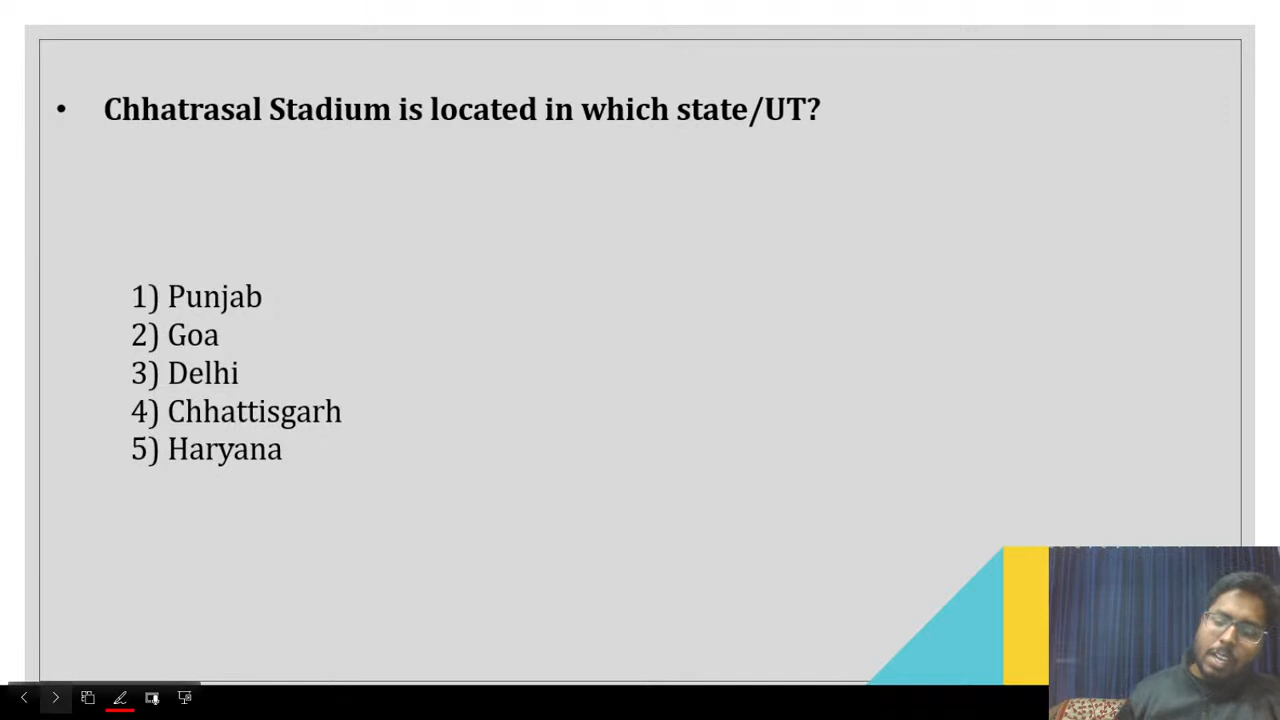 • Chhatrasal Stadium is located in which state/UT?
1) Punjab
2) Goa
3) Delhi
4) Chhattisgarh
5) Haryana